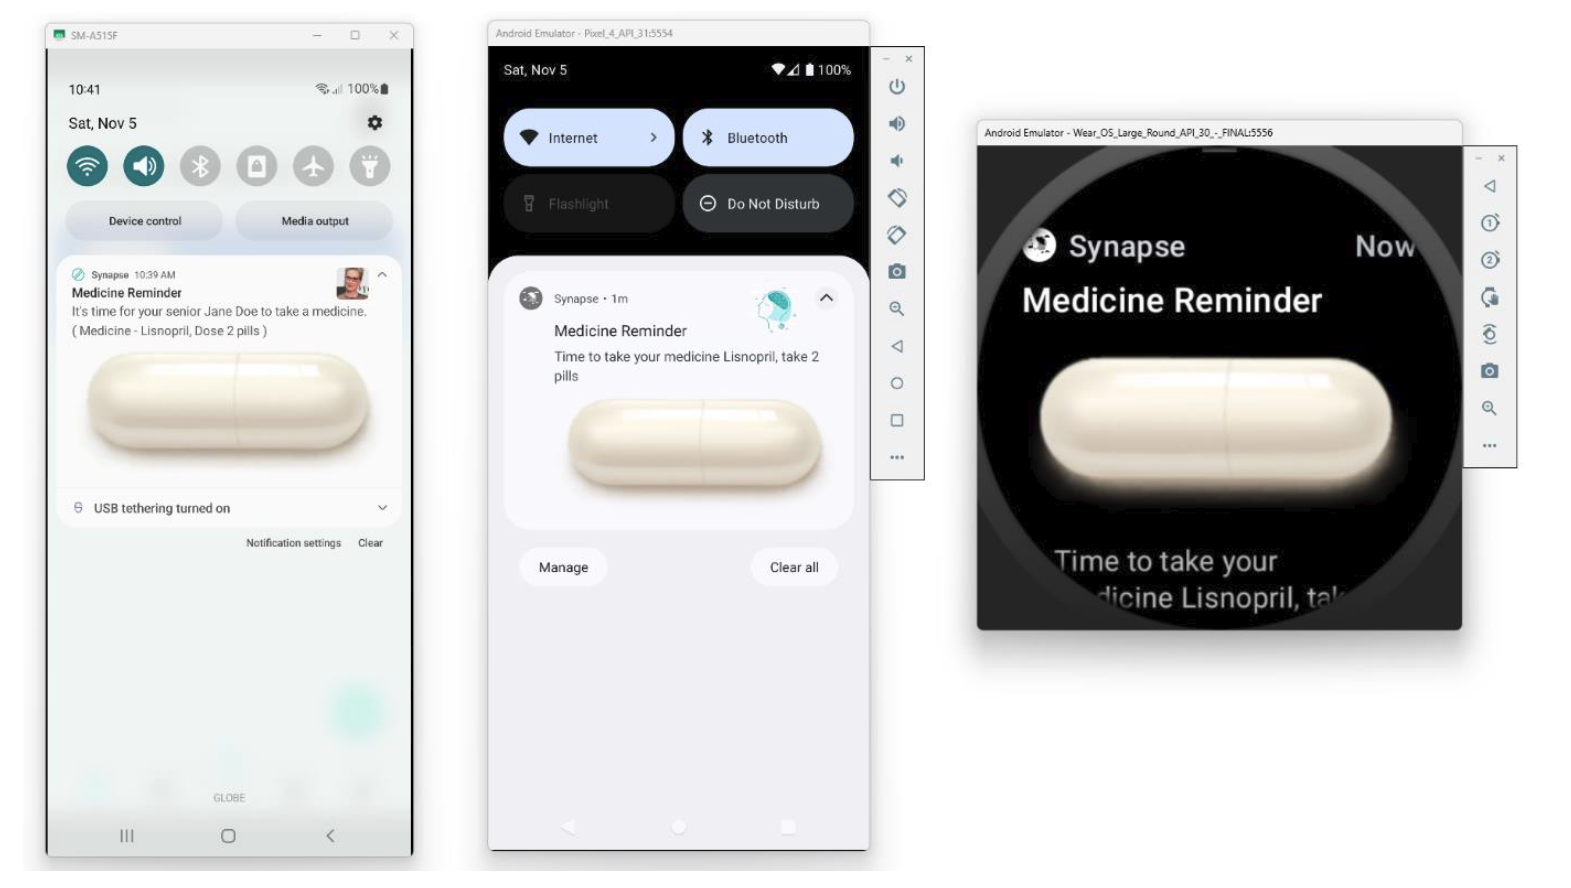 SM-A515F
10:41
100%
Sat, Nov 5
Device control
Media output
Synapse 10:39 AM
Medicine Reminder
It's time for your senior Jane Doe to take a medicine.
( Medicine - Lisnopril, Dose 2 pills )
USB tethering turned on
Notification settings Clear
GLOBE
Android Emulator - Pixel_4_API_31:5554
Sat, Nov 5
100%
Internet
Bluetooth
Flashlight
Do Not Disturb
Synapse • 1m
Medicine Reminder
Time to take your medicine Lisnopril, take 2
pills
Manage
Clear all
Android Emulator - Wear_OS_Large_Round_API_30_-_FINAL:5556
Synapse
Now
Medicine Reminder
Time to take your
dicine Lisnopril, tak
1
2